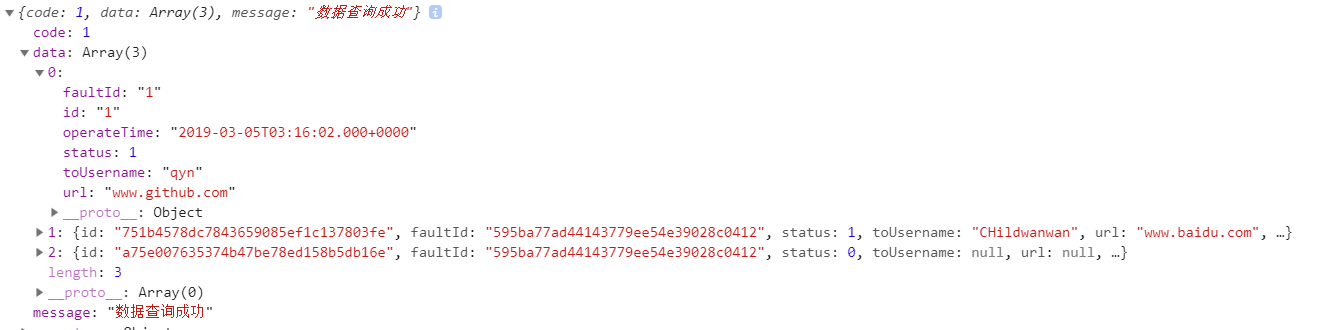 {code: 1, data: Array(3), message: "数据查询成功"} i
code: 1
data: Array(3)
0:
faultId: "1"
id: "1"
operateTime: "2019-03-05T03:16:02.000+0000"
status: 1
toUsername: "qyn"
url: "www.github.com"
__proto__: Object
1: {id: "751b4578dc7843659085ef1c137803fe", faultId: "595ba77ad44143779ee54e39028c0412", status: 1, toUsername: "CHildwanwan", url: "www.baidu.com", …}
2: {id: "a75e007635374b47be78ed158b5db16e", faultId: "595ba77ad44143779ee54e39028c0412", status: 0, toUsername: null, url: null, …}
length: 3
__proto__: Array(0)
message: "数据查询成功"